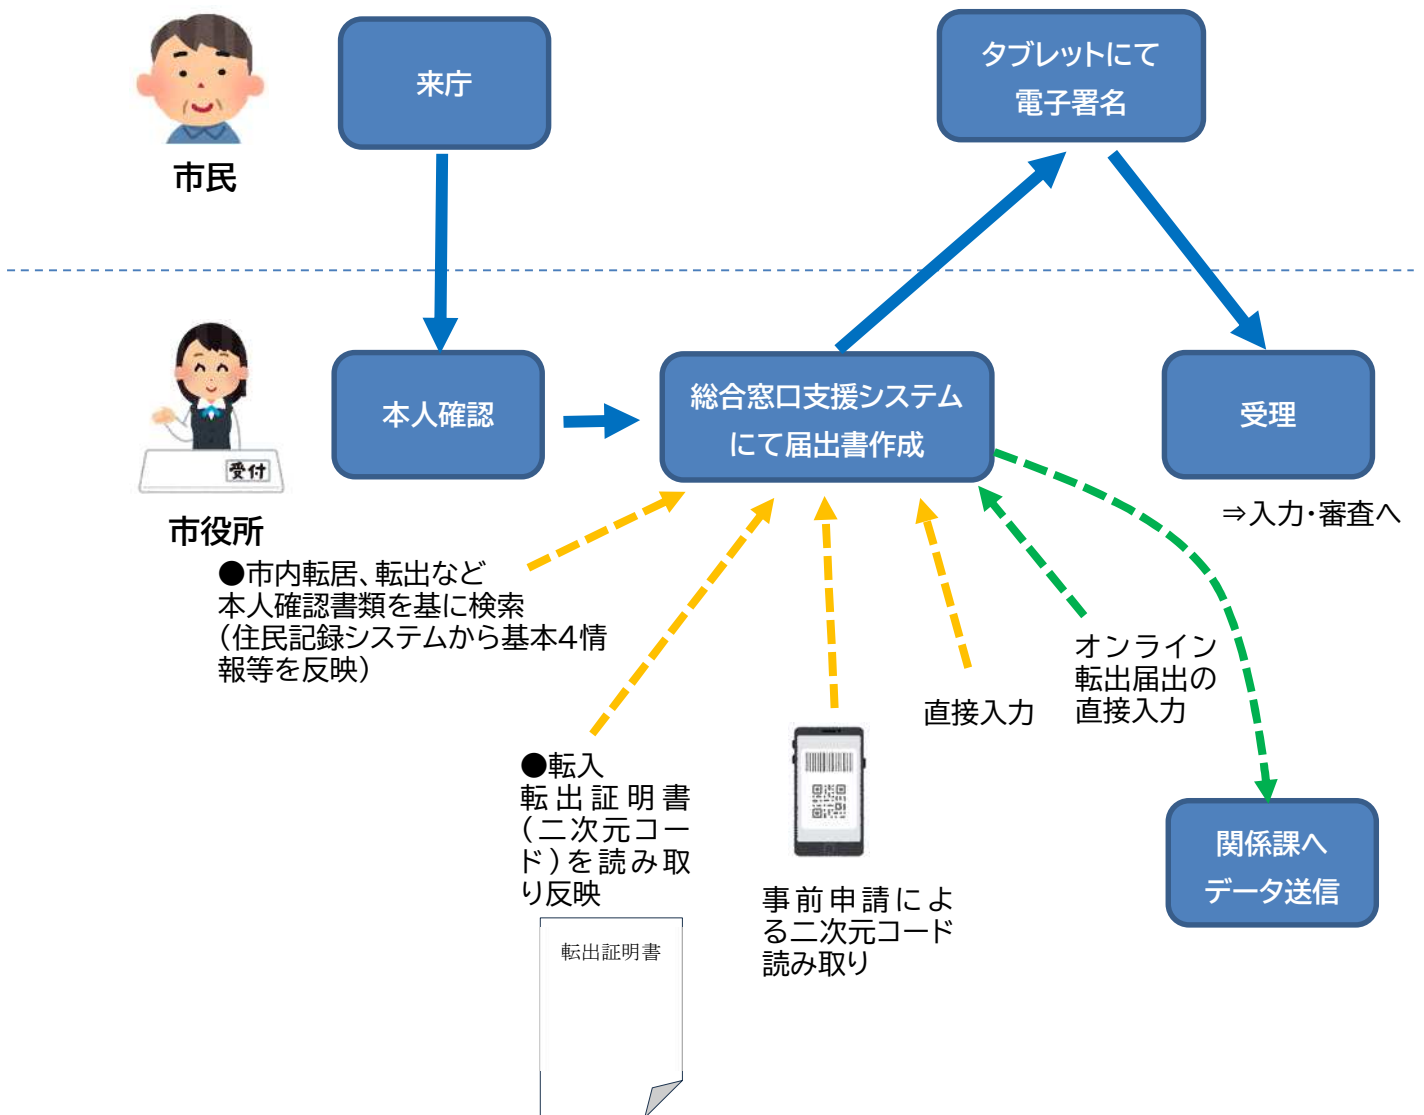 来庁
タブレットにて
電子署名
市民
本人確認
総合窓口支援システム
にて届出書作成
受理
受付
市役所
⇒入力・審査へ
●市内転居、転出など
本人確認書類を基に検索
(住民記録システムから基本4情
報等を反映)
オンライン
転出届出の
直接入力
直接入力
●転入
転出証明書
(二次元コー
ド)を読み取
り反映
関係課へ
データ送信
事前申請によ
る二次元コード
読み取り
転出証明書